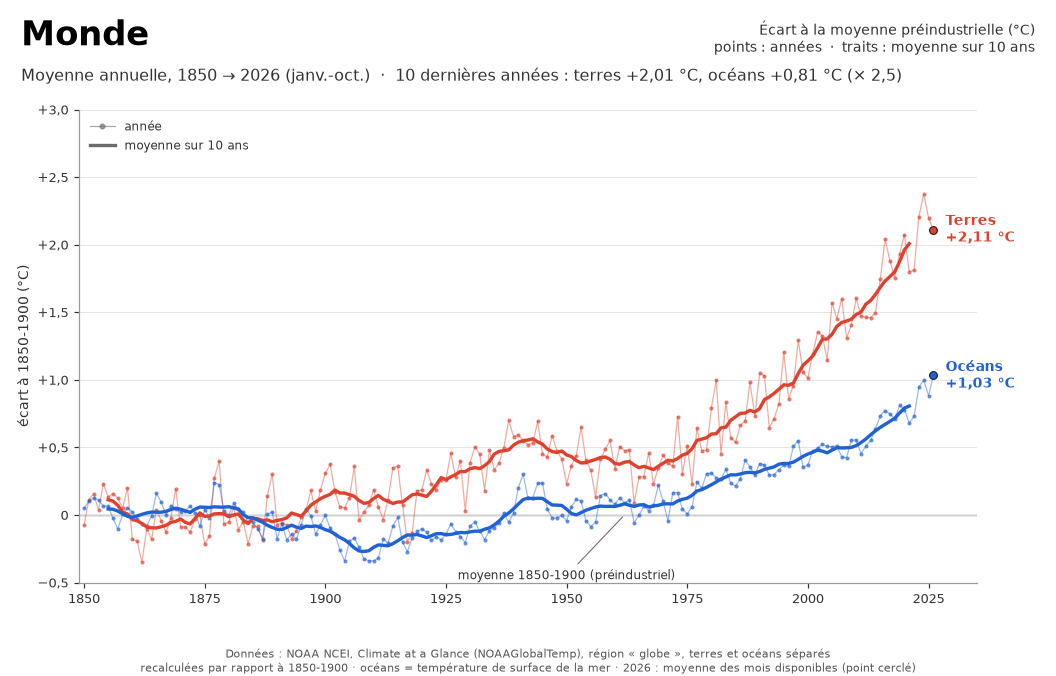 Monde
Écart à la moyenne préindustrielle (°C)
points : années · traits : moyenne sur 10 ans
Moyenne annuelle, 1850 → 2026 (janv.-oct.) · 10 dernières années : terres +2,01 °C, océans +0,81 °C (× 2,5)
+3,0
+2,5
+2,0
+1,5
+1,0
+0,5
0
−0,5
écart à 1850-1900 (°C)
année
moyenne sur 10 ans
Terres
+2,11 °C
Océans
+1,03 °C
moyenne 1850-1900 (préindustriel)
1850
1875
1900
1925
1950
1975
2000
2025
Données : NOAA NCEI, Climate at a Glance (NOAAGlobalTemp), région « globe », terres et océans séparés
recalculées par rapport à 1850-1900 · océans = température de surface de la mer · 2026 : moyenne des mois disponibles (point cerclé)